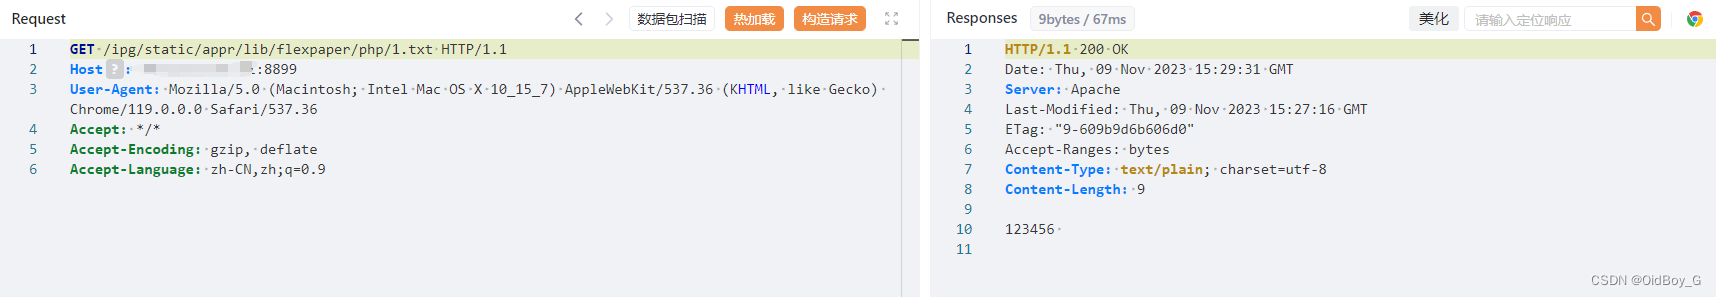 Request
数据包扫描
热加载
构造请求
1 GET /ipg/static/appr/lib/flexpaper/php/1.txt HTTP/1.1
2 Host ? : :8899
3 User-Agent: Mozilla/5.0 (Macintosh; Intel Mac OS X 10_15_7) AppleWebKit/537.36 (KHTML, like Gecko)
Chrome/119.0.0.0 Safari/537.36
4 Accept: */*
5 Accept-Encoding: gzip, deflate
6 Accept-Language: zh-CN,zh;q=0.9
Responses
9bytes / 67ms
美化
请输入定位响应
1 HTTP/1.1 200 OK
2 Date: Thu, 09 Nov 2023 15:29:31 GMT
3 Server: Apache
4 Last-Modified: Thu, 09 Nov 2023 15:27:16 GMT
5 ETag: "9-609b9d6b606d0"
6 Accept-Ranges: bytes
7 Content-Type: text/plain; charset=utf-8
8 Content-Length: 9
9
10 123456
11
CSDN @OidBoy_G